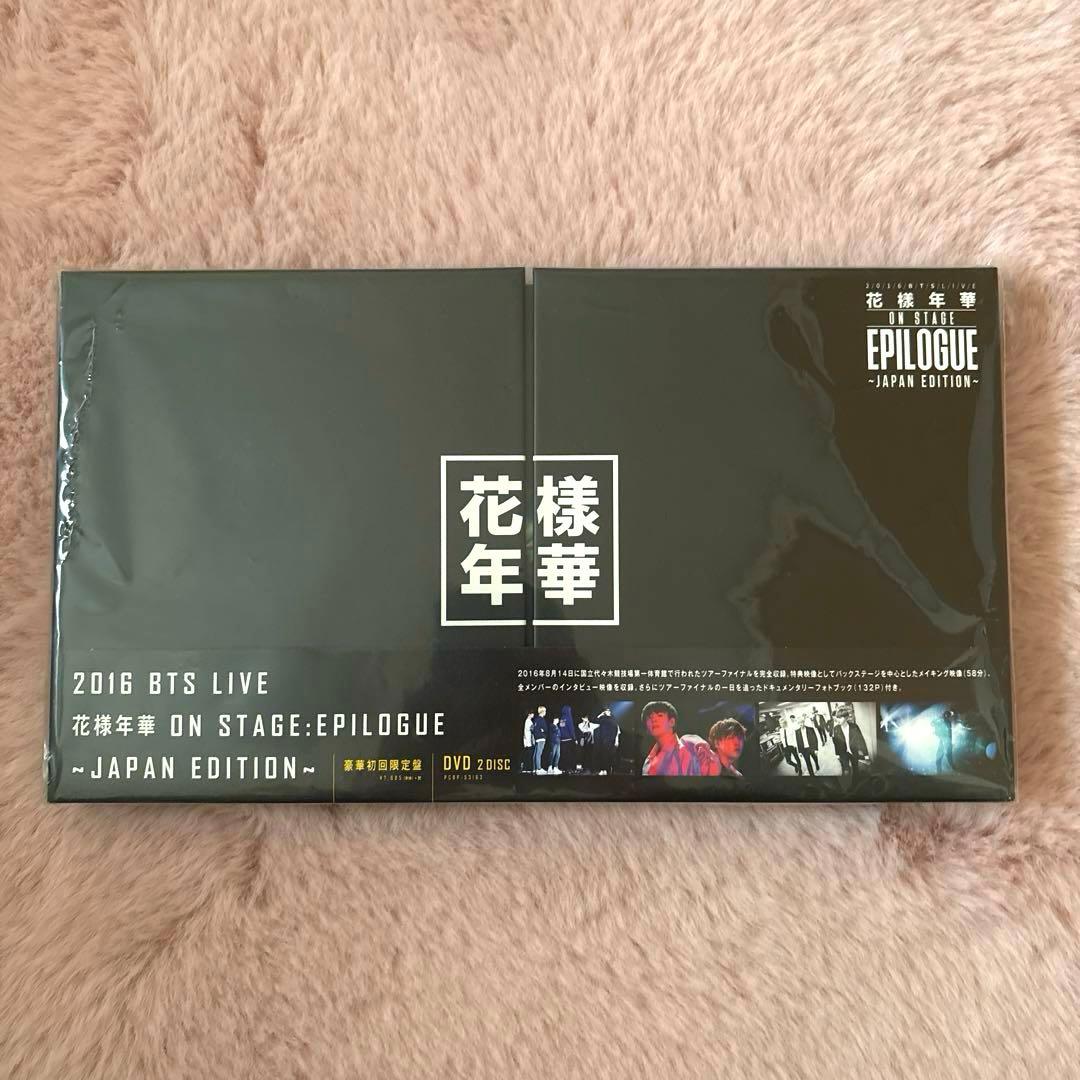 2/0/1/6/B/T/S/L/I/V/E
花樣年華
ON STAGE
EPILOGUE
~JAPAN EDITION~
花樣
年華
2016 BTS LIVE
花様年華 ON STAGE:EPILOGUE
~JAPAN EDITION~
豪華初回限定盤
DVD 2DISC
2016年8月14日に国立代々木競技場第一体育館で行われたツアーファイナルを完全収録。特典映像としてバックステージを中心としたメイキング映像(58分)、
全メンバーのインタビュー映像を収録。さらにツアーファイナルの一日を追ったドキュメンタリーフォトブック(132P)付き。